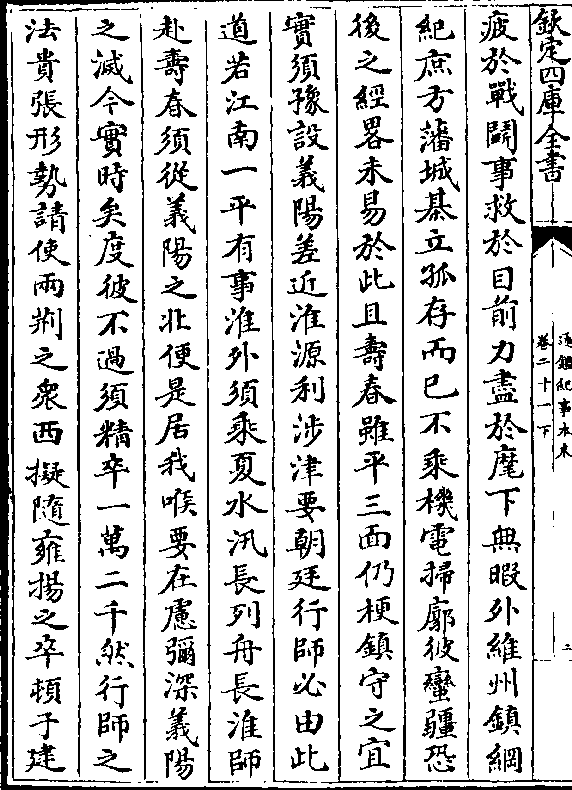 欽定四庫全書
通鑑紀事本末
卷二十一下
二
疲於戰鬪事救於目前力盡於麾下無暇外維州鎮綱
紀庶方藩城棊立孤存而已不乘機電掃廓彼蠻疆恐
後之經畧未易於此且壽春雖平三面仍梗鎮守之宜
實須豫設義陽差近淮源利涉津要朝廷行師必由此
道若江南一平有事淮外須乘夏水汎長列舟長淮師
赴壽春須從義陽之北便是居我喉要在慮彌深義陽
之滅今實時矣度彼不過須精卒一萬二千然行師之
法貴張形勢請使兩荆之衆西擬隨雍揚之卒頓于建